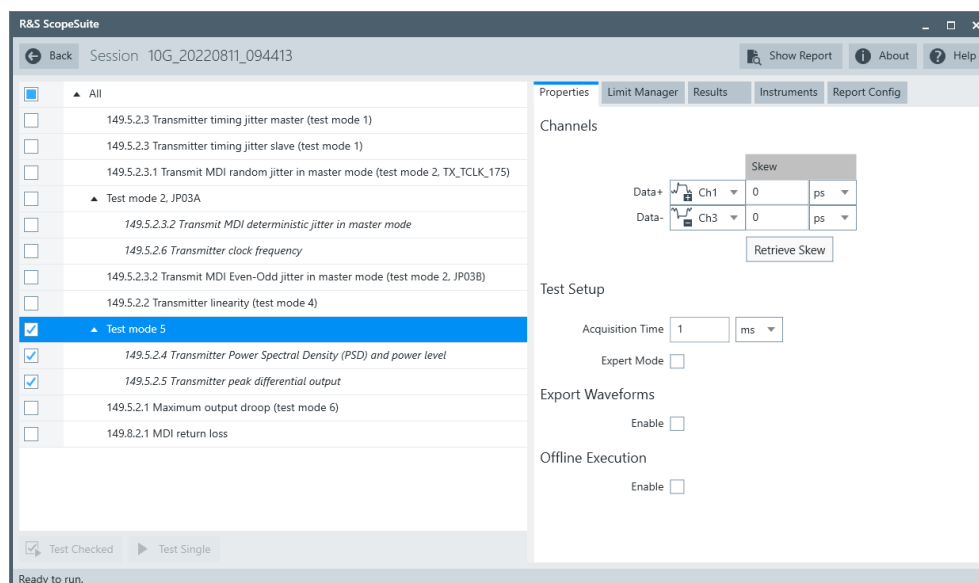 R&S ScopeSuite
Back Session 10G_20220811_094413 Show Report About Help
All
149.5.2.3 Transmitter timing jitter master (test mode 1)
149.5.2.3 Transmitter timing jitter slave (test mode 1)
149.5.2.3.1 Transmit MDI random jitter in master mode (test mode 2, TX_TCLK_175)
Test mode 2, JP03A
149.5.2.3.2 Transmit MDI deterministic jitter in master mode
149.5.2.6 Transmitter clock frequency
149.5.2.3.2 Transmit MDI Even-Odd jitter in master mode (test mode 2, JP03B)
149.5.2.2 Transmitter linearity (test mode 4)
Test mode 5
149.5.2.4 Transmitter Power Spectral Density (PSD) and power level
149.5.2.5 Transmitter peak differential output
149.5.2.1 Maximum output droop (test mode 6)
149.8.2.1 MDI return loss
Test Checked Test Single
Properties Limit Manager Results Instruments Report Config
Channels
Skew
Data+ Ch1 0 ps
Data- Ch3 0 ps
Retrieve Skew
Test Setup
Acquisition Time 1 ms
Expert Mode
Export Waveforms
Enable
Offline Execution
Enable
Ready to run.